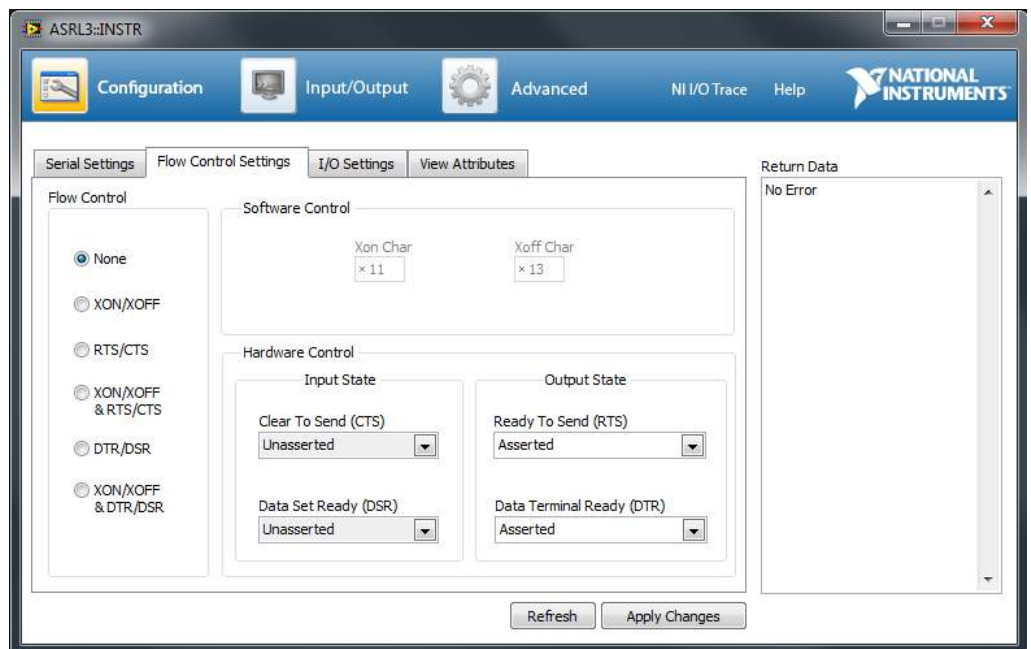 ASRL3::INSTR
Configuration
Input/Output
Advanced
NI I/O Trace
Help
NATIONAL
INSTRUMENTS
Serial Settings
Flow Control Settings
I/O Settings
View Attributes
Return Data
No Error
Flow Control
None
XON/XOFF
RTS/CTS
XON/XOFF
& RTS/CTS
DTR/DSR
XON/XOFF
& DTR/DSR
Software Control
Xon Char
× 11
Xoff Char
× 13
Hardware Control
Input State
Clear To Send (CTS)
Unasserted
Data Set Ready (DSR)
Unasserted
Output State
Ready To Send (RTS)
Asserted
Data Terminal Ready (DTR)
Asserted
Refresh
Apply Changes